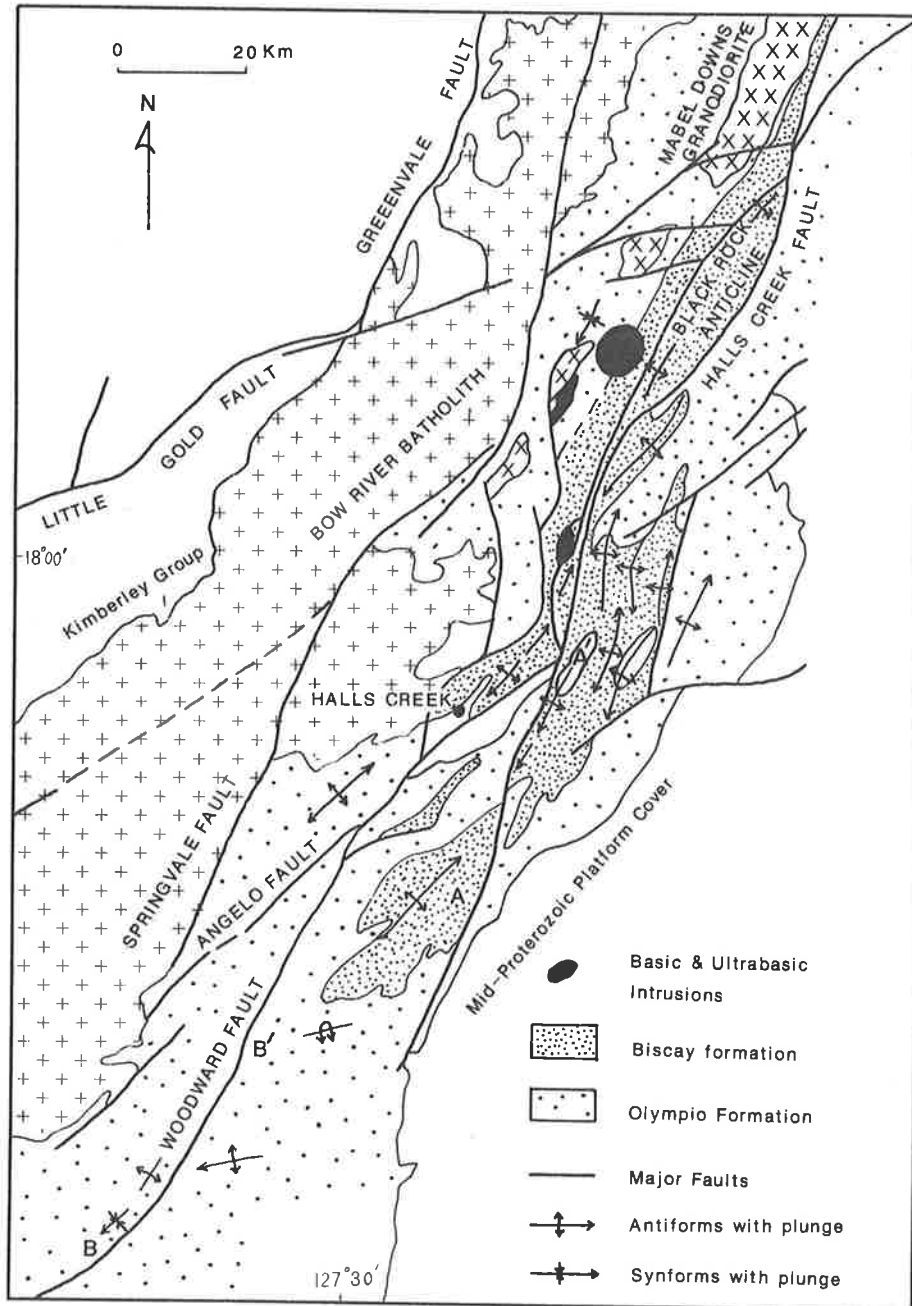 0 20 Km
N
GREEENVALE FAULT
MABEL DOWNS
GRANODIORITE
BLACK ROCK
ANTICLINE
HALLS CREEK FAULT
LITTLE GOLD FAULT
BOW RIVER BATHOLITH
18°00'
Kimberley Group
A
HALLS CREEK
SPRINGVALE FAULT
ANGELO FAULT
A
Mid-Proterozoic Platform Cover
WOODWARD FAULT
B'
B
127°30'
Basic & Ultrabasic
Intrusions
Biscay formation
Olympio Formation
Major Faults
Antiforms with plunge
Synforms with plunge